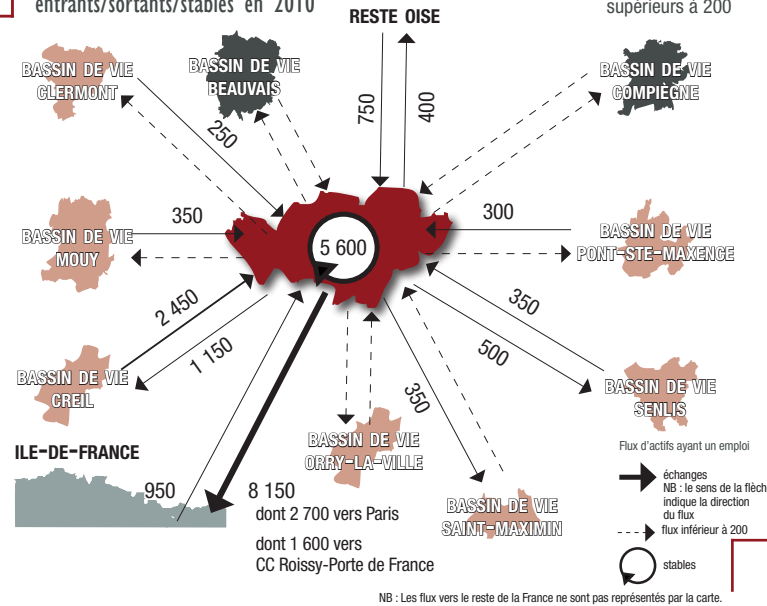 entrants/sortants/stables en 2010
supérieurs à 200
RESTE OISE
BASSIN DE VIE
CLERMONT
BASSIN DE VIE
BEAUVAIS
BASSIN DE VIE
COMPIÈGNE
250
750
400
350
300
BASSIN DE VIE
MOUY
5 600
BASSIN DE VIE
PONT-STE-MAXENCE
2 450
1 150
350
500
350
BASSIN DE VIE
CREIL
BASSIN DE VIE
SENLIS
BASSIN DE VIE
ORRY-LA-VILLE
ILE-DE-FRANCE
950
8 150
dont 2 700 vers Paris
dont 1 600 vers
CC Roissy-Porte de France
BASSIN DE VIE
SAINT-MAXIMIN
Flux d'actifs ayant un emploi
échanges
NB : le sens de la flèch
indique la direction
du flux
flux inférieur à 200
stables
NB : Les flux vers le reste de la France ne sont pas représentés par la carte.